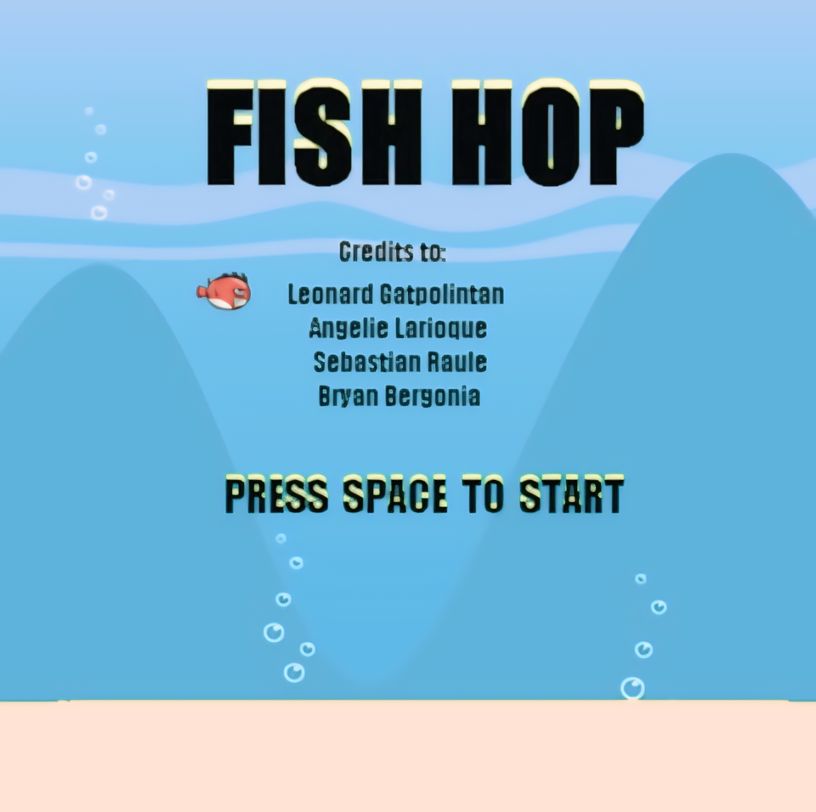 FISH HOP
Credits to:
Leonard Gatpolintan
Angelie Larioque
Sebastian Raule
Bryan Bergonia
PRESS SPACE TO START